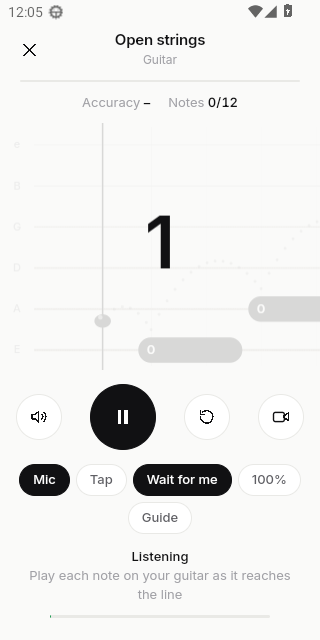 12:05
Open strings
Guitar
Accuracy – Notes 0/12
e
B
G
D
A
E
1
0
0
Mic Tap Wait for me 100%
Guide
Listening
Play each note on your guitar as it reaches
the line